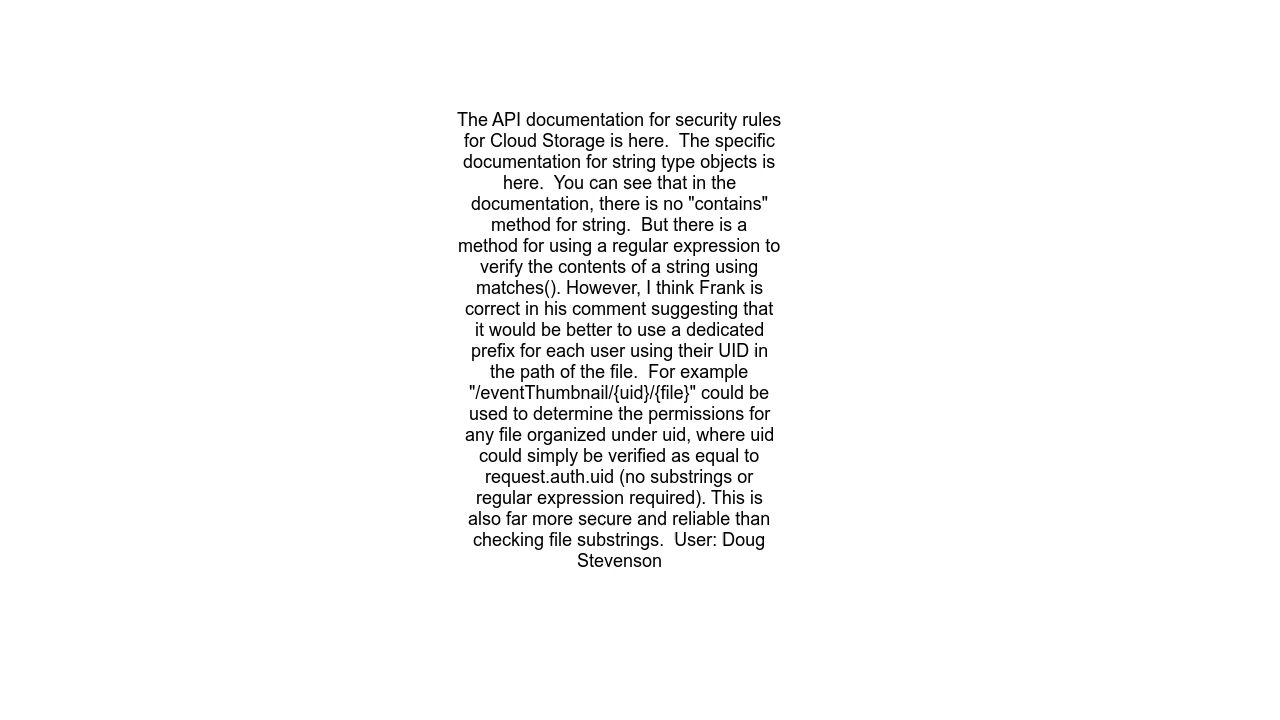 The API documentation for security rules
for Cloud Storage is here.  The specific
documentation for string type objects is
here.  You can see that in the
documentation, there is no "contains"
method for string.  But there is a
method for using a regular expression to
verify the contents of a string using
matches(). However, I think Frank is
correct in his comment suggesting that
it would be better to use a dedicated
prefix for each user using their UID in
the path of the file.  For example
"/eventThumbnail/{uid}/{file}" could be
used to determine the permissions for
any file organized under uid, where uid
could simply be verified as equal to
request.auth.uid (no substrings or
regular expression required). This is
also far more secure and reliable than
checking file substrings.  User: Doug
Stevenson